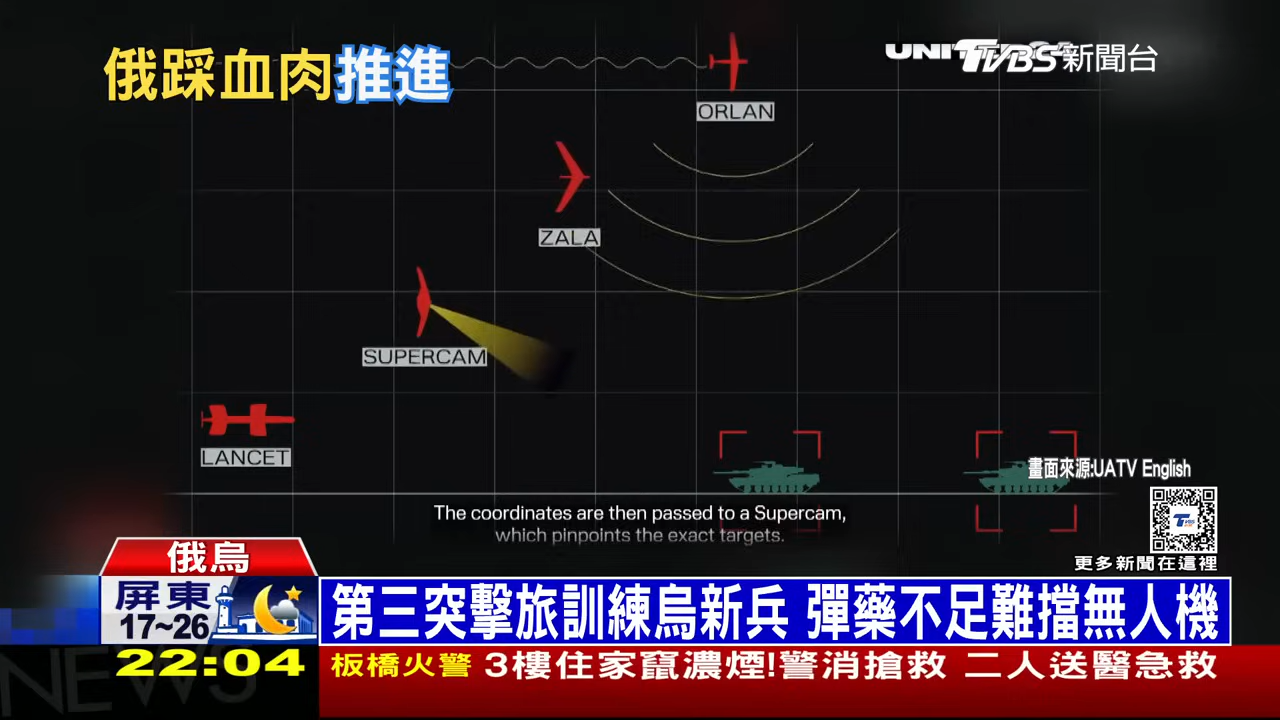 俄踩血肉推進
TVBS新聞台
ORLAN
ZALA
SUPERCAM
LANCET
畫面來源:UATV English
The coordinates are then passed to a Supercam,
which pinpoints the exact targets.
更多新聞在這裡
俄烏
屏東
17~26
第三突擊旅訓練烏新兵 彈藥不足難擋無人機
22:04
板橋火警 3樓住家竄濃煙!警消搶救 二人送醫急救
NEWS